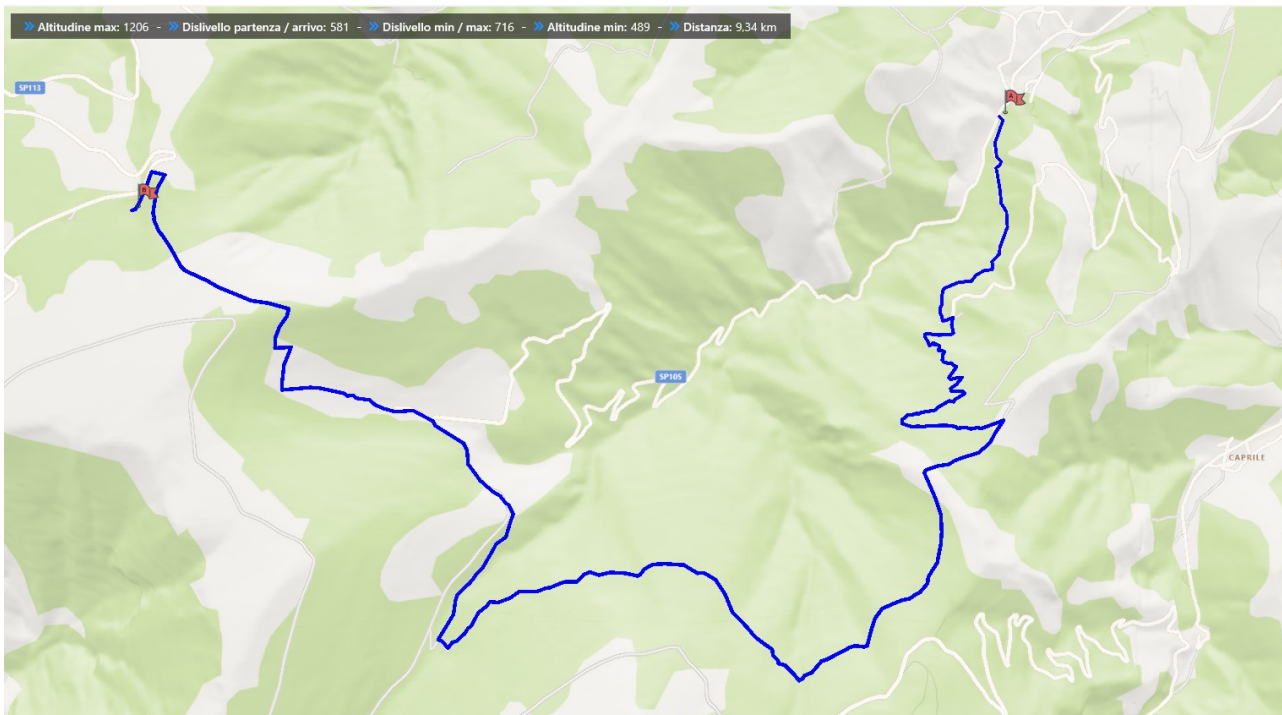 Altitudine max: 1206 - Dislivello partenza / arrivo: 581 - Dislivello min / max: 716 - Altitudine min: 489 - Distanza: 9,34 km
A
SP113
B
SP105
CAPRILE